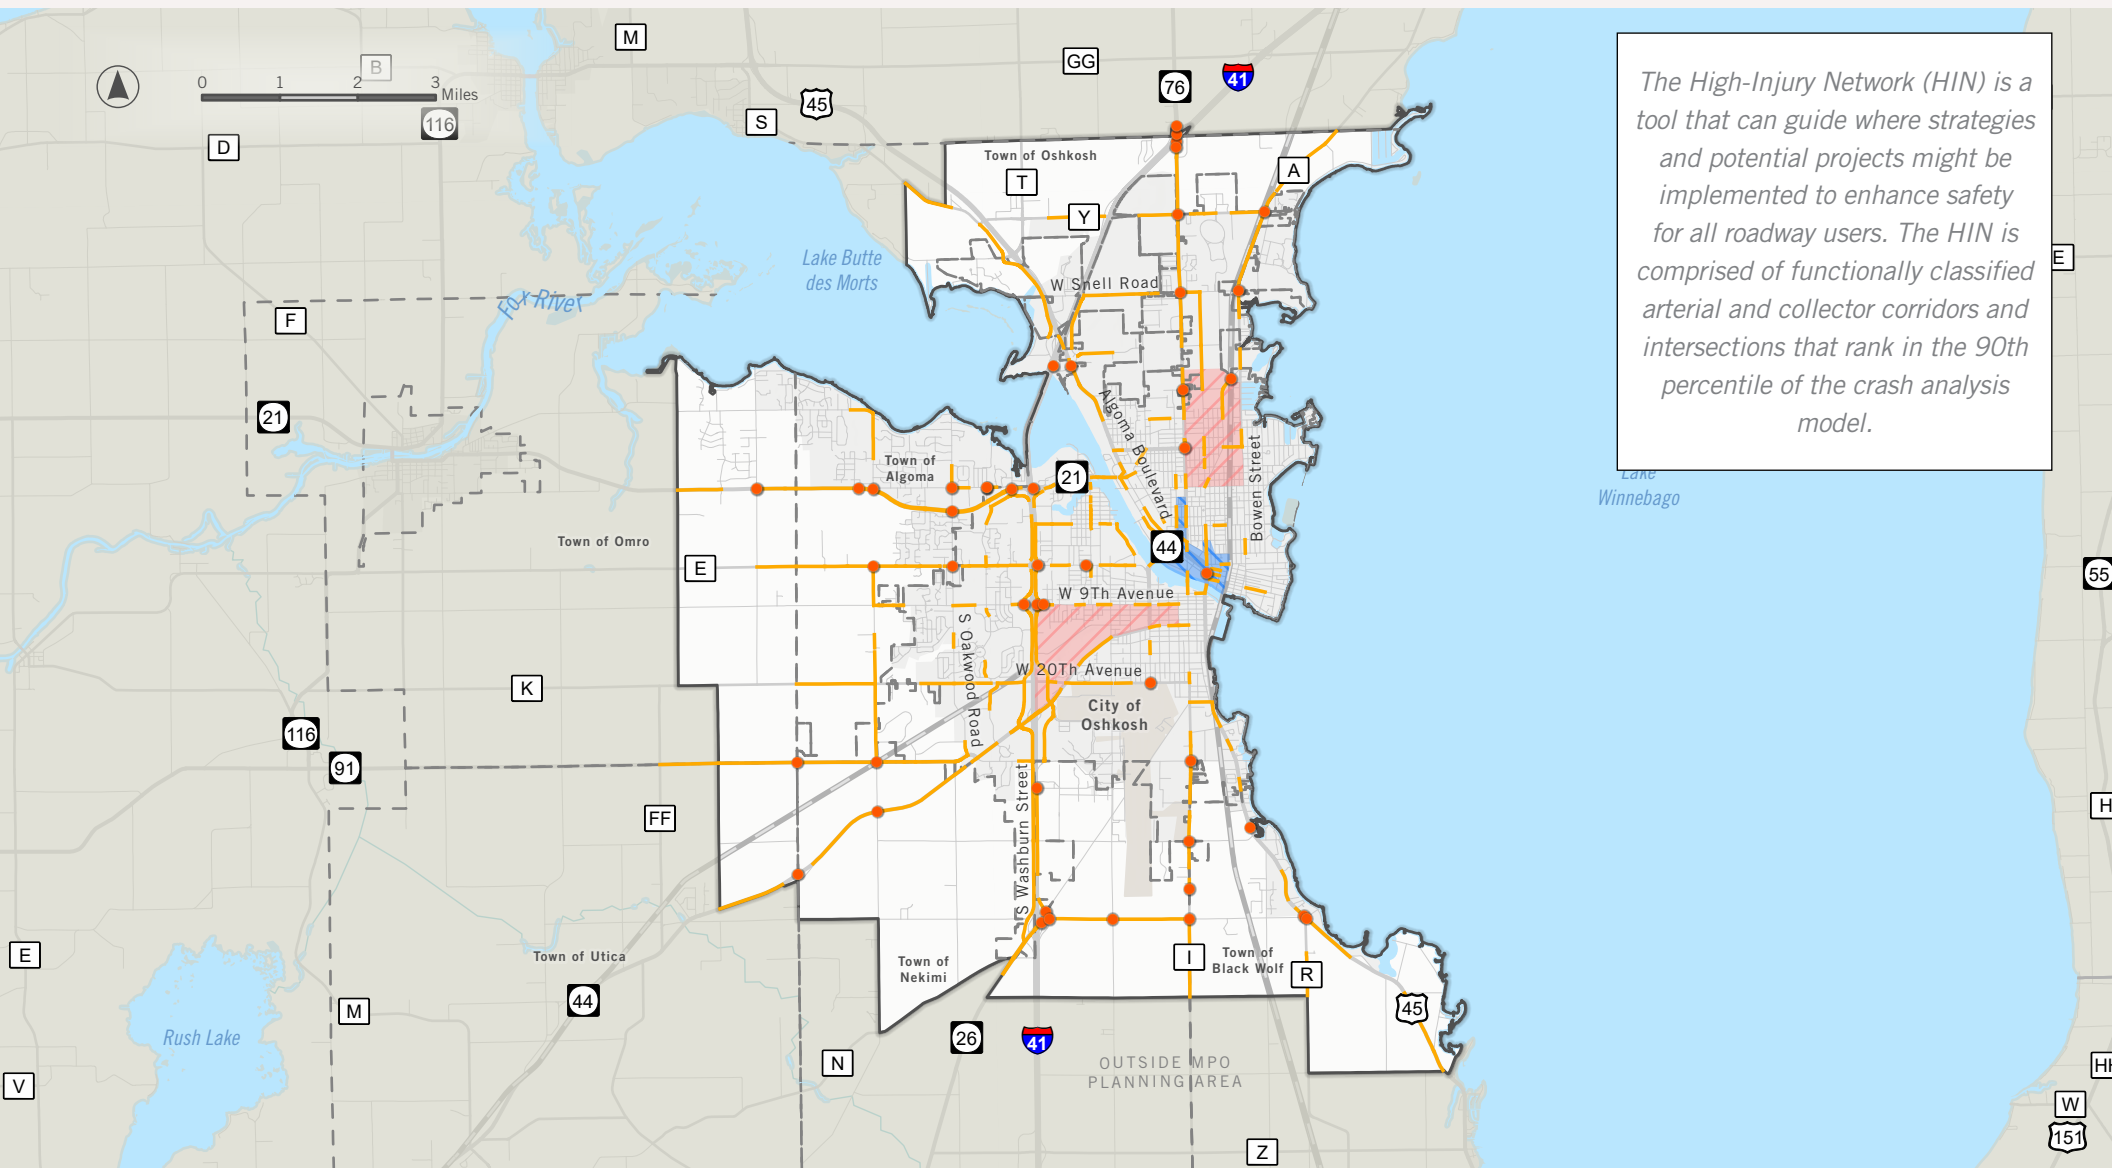 M
GG
76
41
B
0
1
2
3
Miles
45
116
S
D
Town of Oshkosh
T
A
Y
The High-Injury Network (HIN) is a
tool that can guide where strategies
and potential projects might be
implemented to enhance safety
for all roadway users. The HIN is
comprised of functionally classified
arterial and collector corridors and
intersections that rank in the 90th
percentile of the crash analysis
model.
E
Lake Butte
des Morts
W Snell Road
Fox River
F
21
Algoma Boulevard
Town of
Algoma
21
Bowen Street
Lake
Winnebago
Town of Omro
44
E
55
W 9Th Avenue
S Oakwood Road
W 20Th Avenue
K
City of
Oshkosh
116
91
S Washburn Street
FF
H
E
Town of Utica
Town of
Nekimi
I
Town of
Black Wolf
R
44
M
45
Rush Lake
26
41
N
OUTSIDE MPO
PLANNING AREA
HH
V
W
151
Z